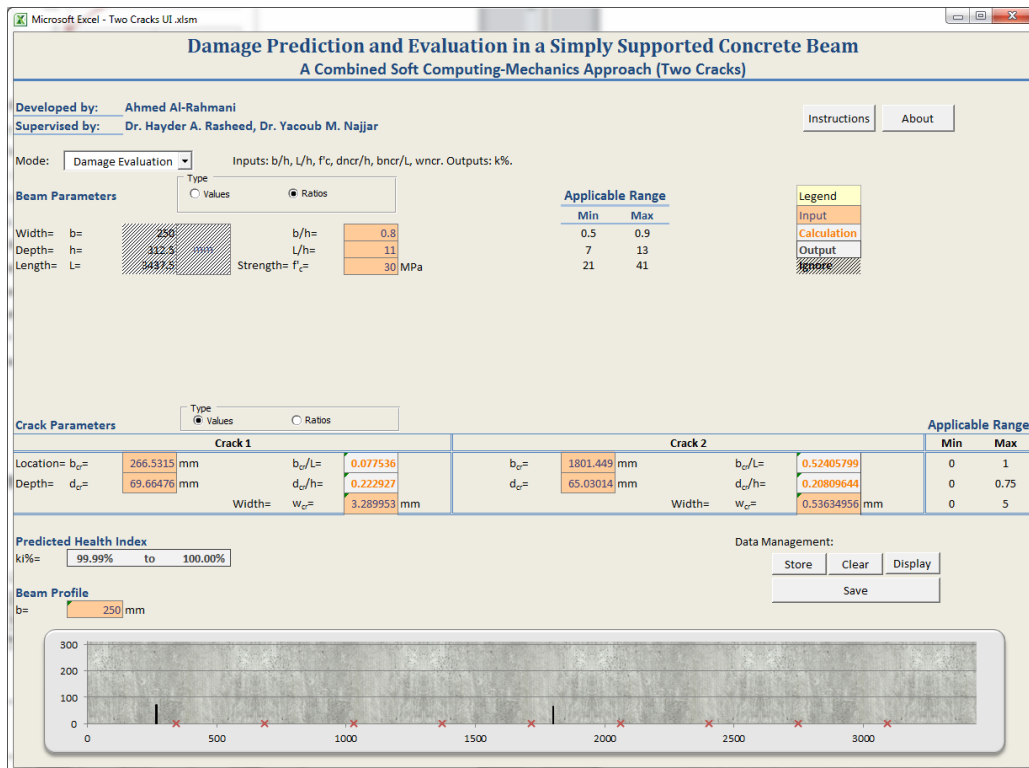 Microsoft Excel - Two Cracks UI .xlsm
Damage Prediction and Evaluation in a Simply Supported Concrete Beam
A Combined Soft Computing-Mechanics Approach (Two Cracks)
Developed by: Ahmed Al-Rahmani
Supervised by: Dr. Hayder A. Rasheed, Dr. Yacoub M. Najjar
Instructions About
Mode: Damage Evaluation Inputs: b/h, L/h, f'c, dncr/h, bncr/L, wncr. Outputs: k%.
Type
Values Ratios
Beam Parameters Applicable Range Legend
Min Max Input
Width= b= 250 b/h= 0.8 0.5 0.9 Calculation
Depth= h= 312.5 mm L/h= 11 7 13 Output
Length= L= 3437.5 Strength= f'c= 30 MPa 21 41 Ignore
Type
Values Ratios
Crack Parameters Applicable Range
Crack 1 Crack 2 Min Max
Location= bcr= 266.5315 mm bcr/L= 0.077536 bcr= 1801.449 mm bcr/L= 0.52405799 0 1
Depth= dcr= 69.66476 mm dcr/h= 0.222927 dcr= 65.03014 mm dcr/h= 0.20809644 0 0.75
Width= wcr= 3.289953 mm Width= wcr= 0.53634956 mm 0 5
Predicted Health Index Data Management:
ki%= 99.99% to 100.00% Store Clear Display
Save
Beam Profile
b= 250 mm
300
200
100
0
0 500 1000 1500 2000 2500 3000